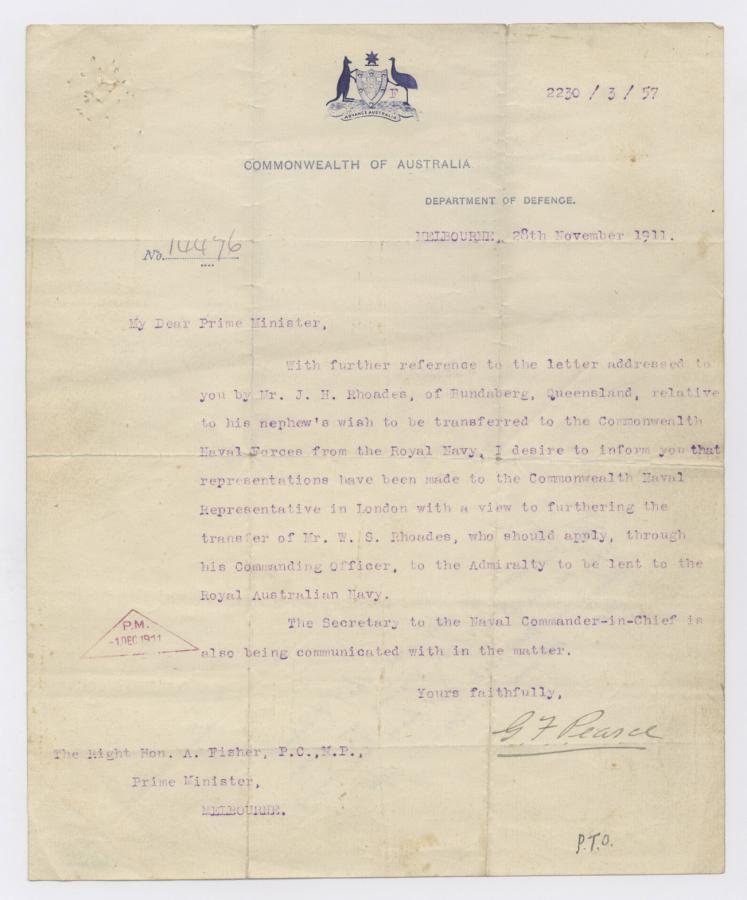 2230 / 3 / 57
F
ADVANCE AUSTRALIA
COMMONWEALTH OF AUSTRALIA
DEPARTMENT OF DEFENCE.
MELBOURNE, 28th November 1911.
No. 14476
My Dear Prime Minister,
With further reference to the letter addressed to
you by Mr. J. H. Rhoades, of Bundaberg, Queensland, relative
to his nephew's wish to be transferred to the Commonwealth
Naval Forces from the Royal Navy, I desire to inform you that
representations have been made to the Commonwealth Naval
Representative in London with a view to furthering the
transfer of Mr. W. S. Rhoades, who should apply, through
his Commanding Officer, to the Admiralty to be lent to the
Royal Australian Navy.
The Secretary to the Naval Commander-in-Chief is
also being communicated with in the matter.
P.M.
-1 DEC 1911
Yours faithfully,
G F Pearce
The Right Hon. A. Fisher, P.C.,M.P.,
Prime Minister,
MELBOURNE.
P.T.O.